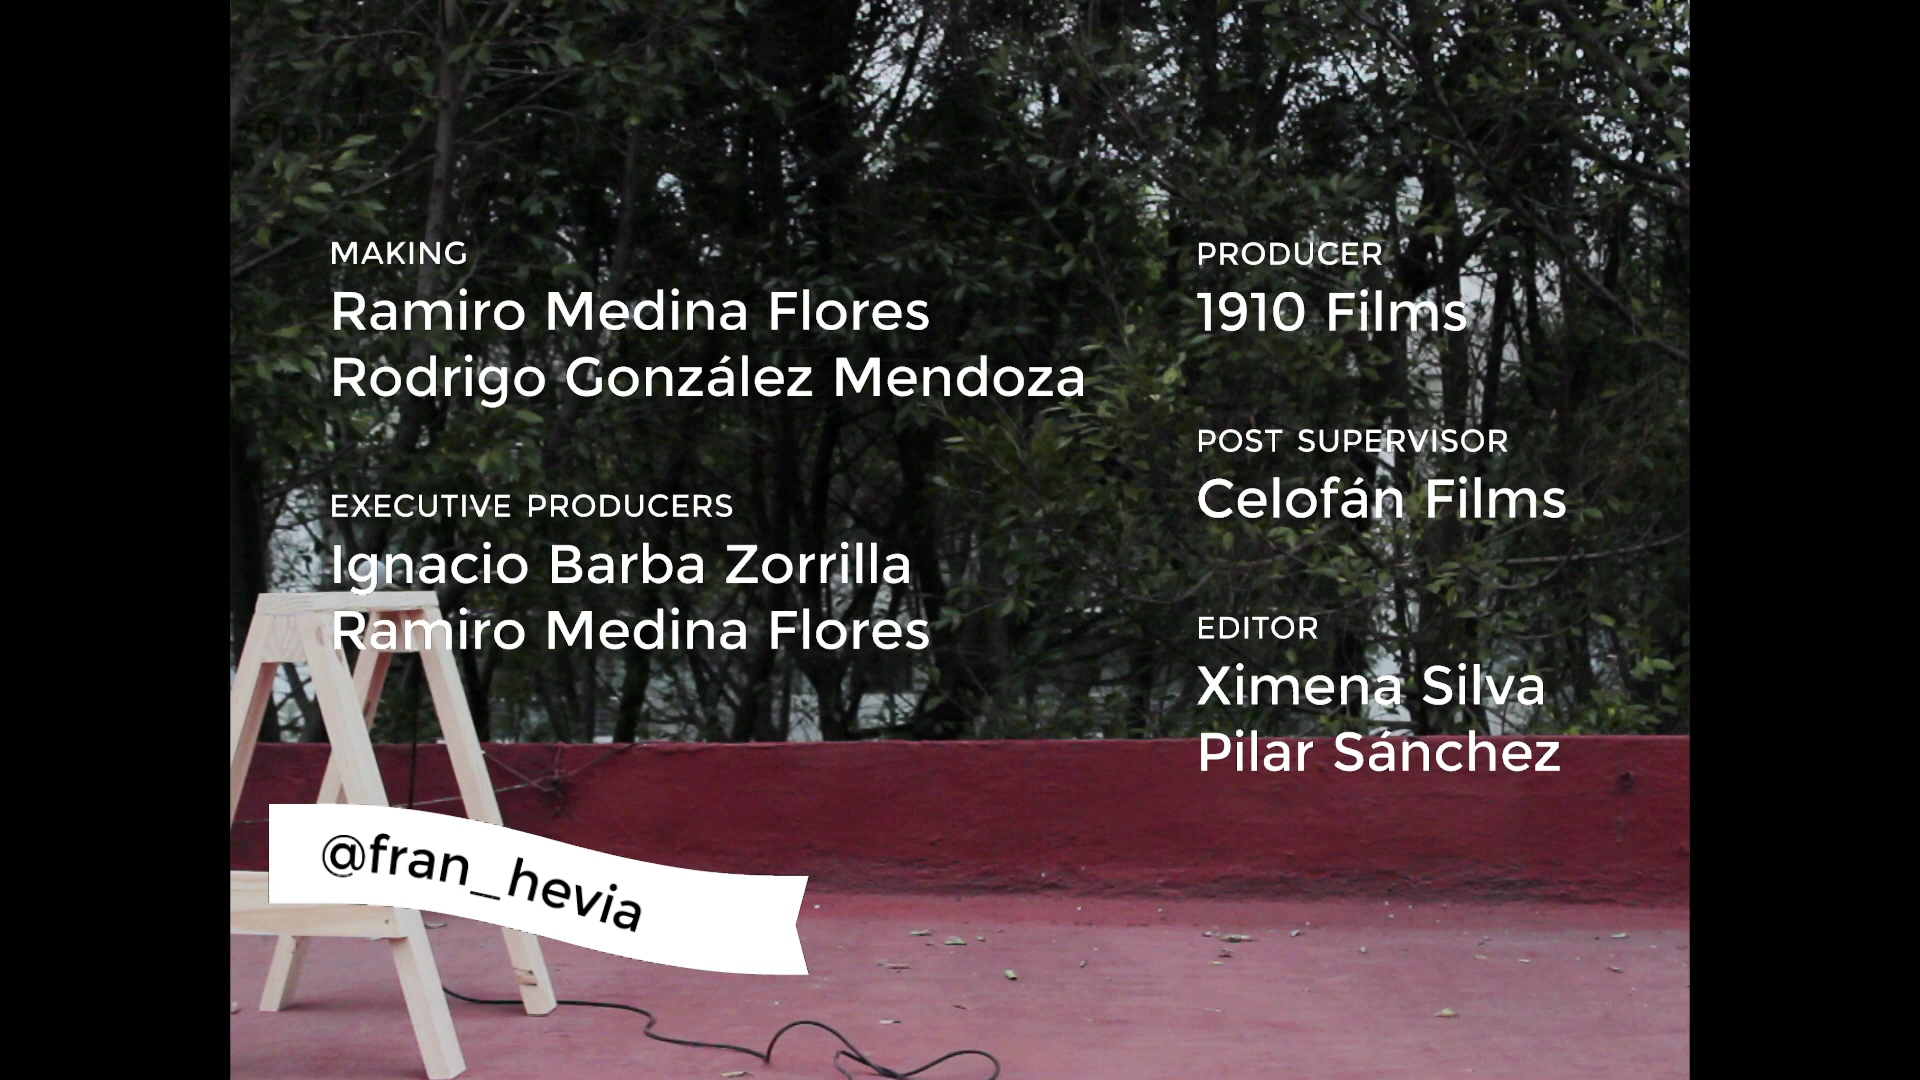 MAKING
Ramiro Medina Flores
Rodrigo González Mendoza
EXECUTIVE PRODUCERS
Ignacio Barba Zorrilla
Ramiro Medina Flores
PRODUCER
1910 Films
POST SUPERVISOR
Celofán Films
EDITOR
Ximena Silva
Pilar Sánchez
@fran_hevia